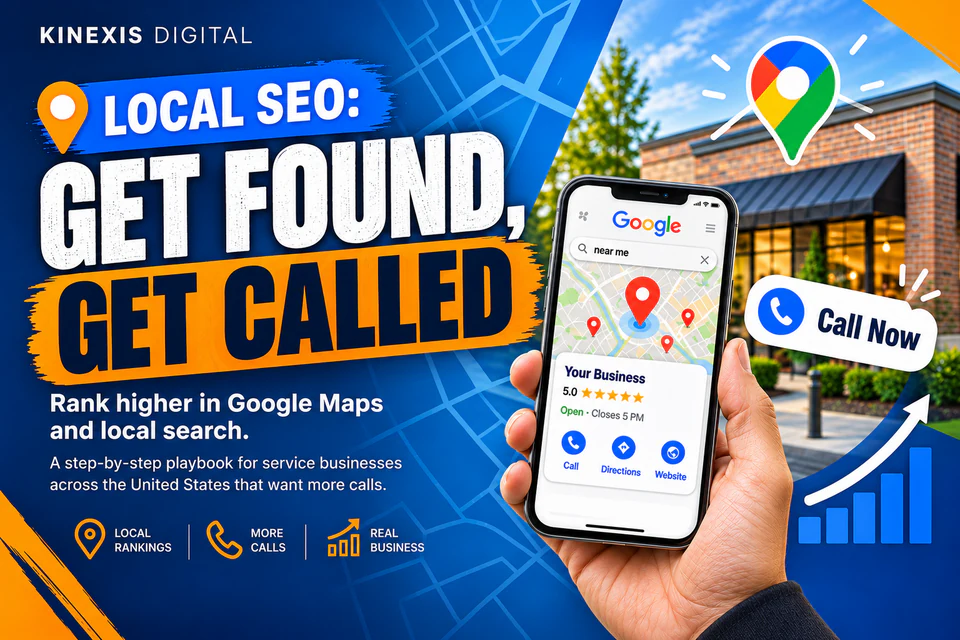 KINEXIS DIGITAL
LOCAL SEO:
GET FOUND,
GET CALLED
Rank higher in Google Maps
and local search.
A step-by-step playbook for service businesses
across the United States that want more calls.
LOCAL
RANKINGS
MORE
CALLS
REAL
BUSINESS
Google
near me
Your Business
5.0
Open · Closes 5 PM
Call
Directions
Website
Call Now